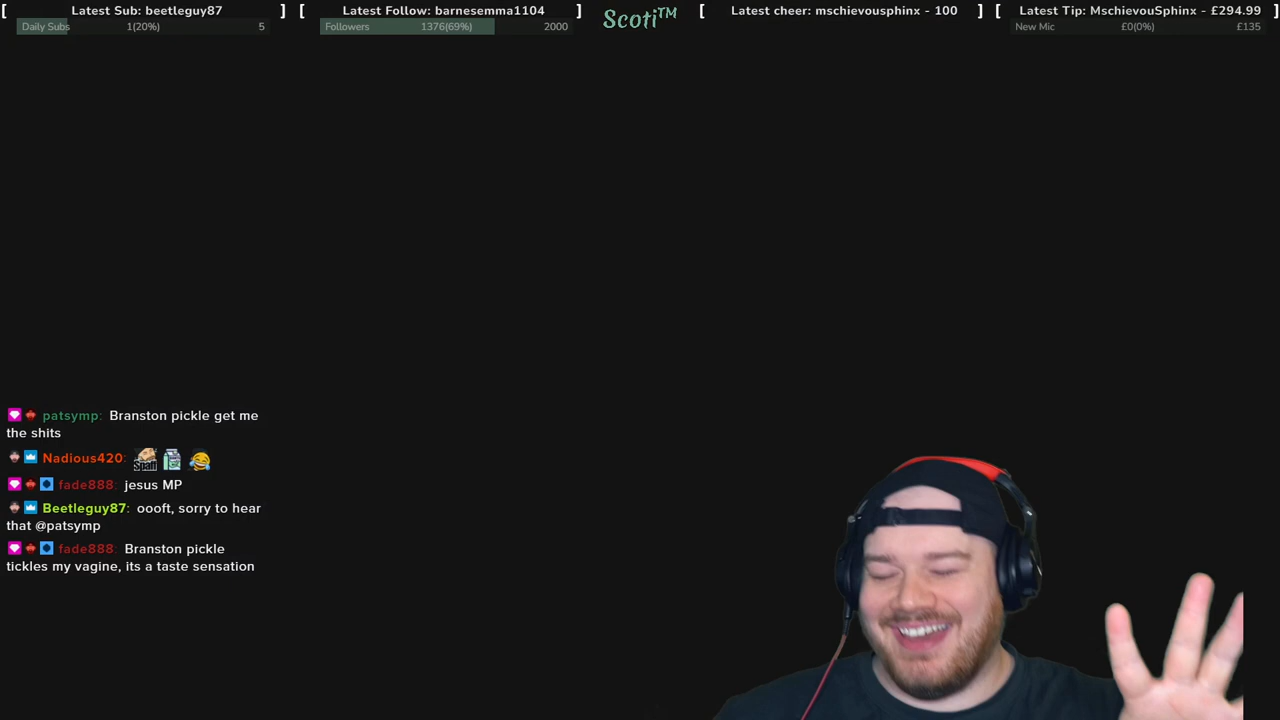 [ Latest Sub: beetleguy87 ]
Daily Subs 1(20%) 5
[ Latest Follow: barnesemma1104 ]
Followers 1376(69%) 2000
Scoti™
[ Latest cheer: mschievousphinx - 100 ]
[ Latest Tip: MschievouSphinx - £294.99 ]
New Mic £0(0%) £135
patsymp: Branston pickle get me
the shits
Nadious420: Spam
fade888: jesus MP
Beetleguy87: oooft, sorry to hear
that @patsymp
fade888: Branston pickle
tickles my vagine, its a taste sensation